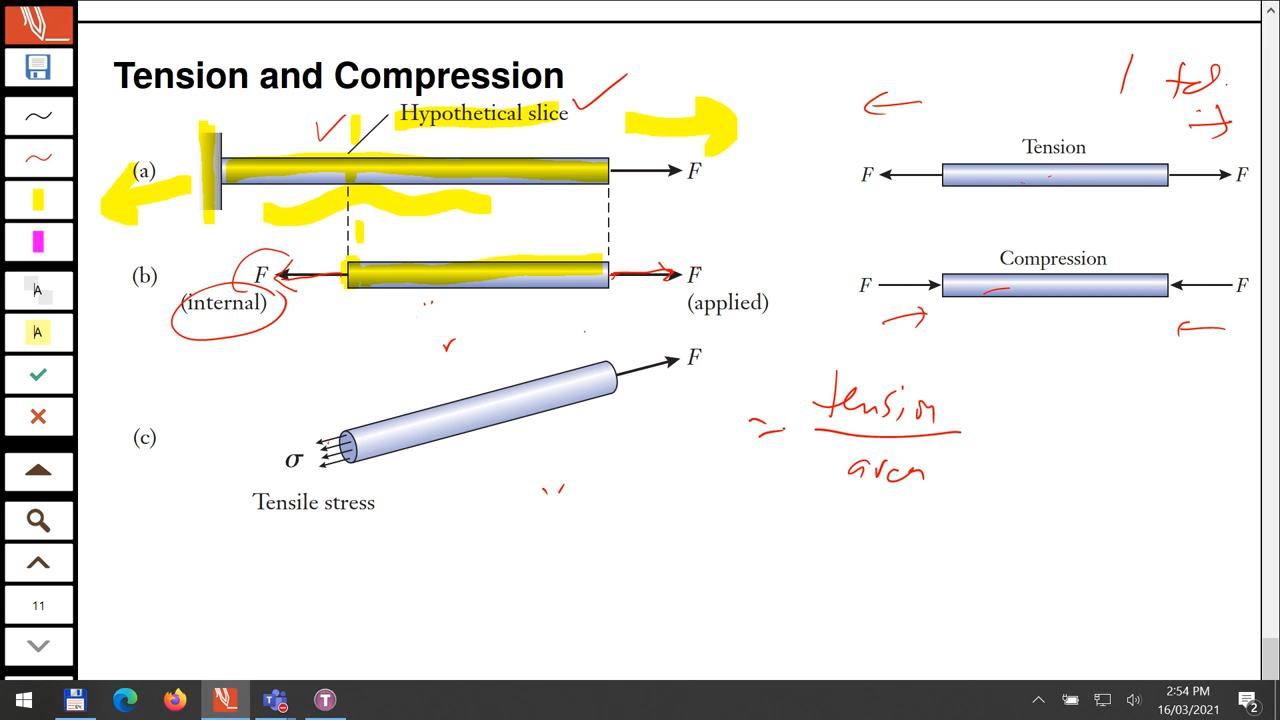 Tension and Compression
Hypothetical slice
(a)
F
Tension
F
F
(b)
F
(internal)
F
(applied)
Compression
F
F
(c)
F
σ
Tensile stress
tension
area
A
A
11
T
2:54 PM
16/03/2021
2